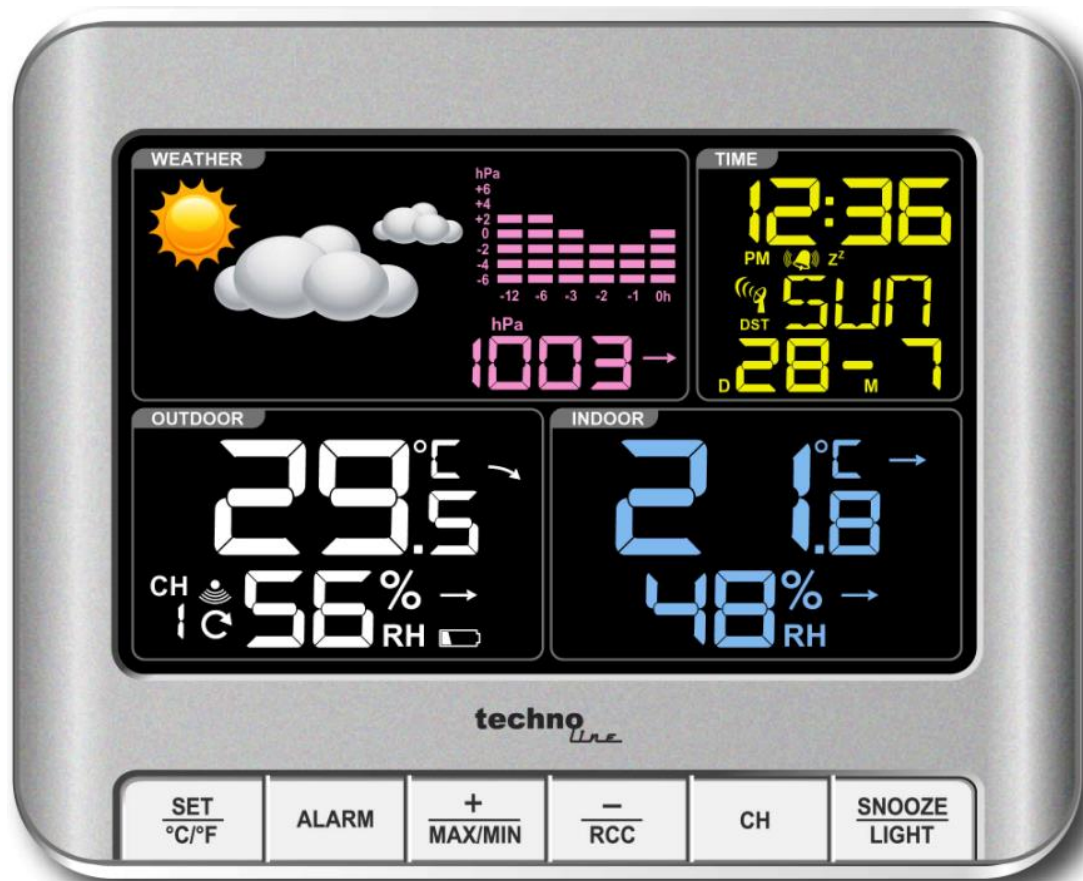 WEATHER
hPa
+6
+4
+2
0
-2
-4
-6
-12 -6 -3 -2 -1 0h
hPa
1003
TIME
12:36
PM Zᶻ
SUN
DST
D 28 - M 7
OUTDOOR
29.5 °C
CH 1
56 % RH
INDOOR
21.8 °C
48 % RH
techno line
SET
°C/°F
ALARM
+
MAX/MIN
–
RCC
CH
SNOOZE
LIGHT